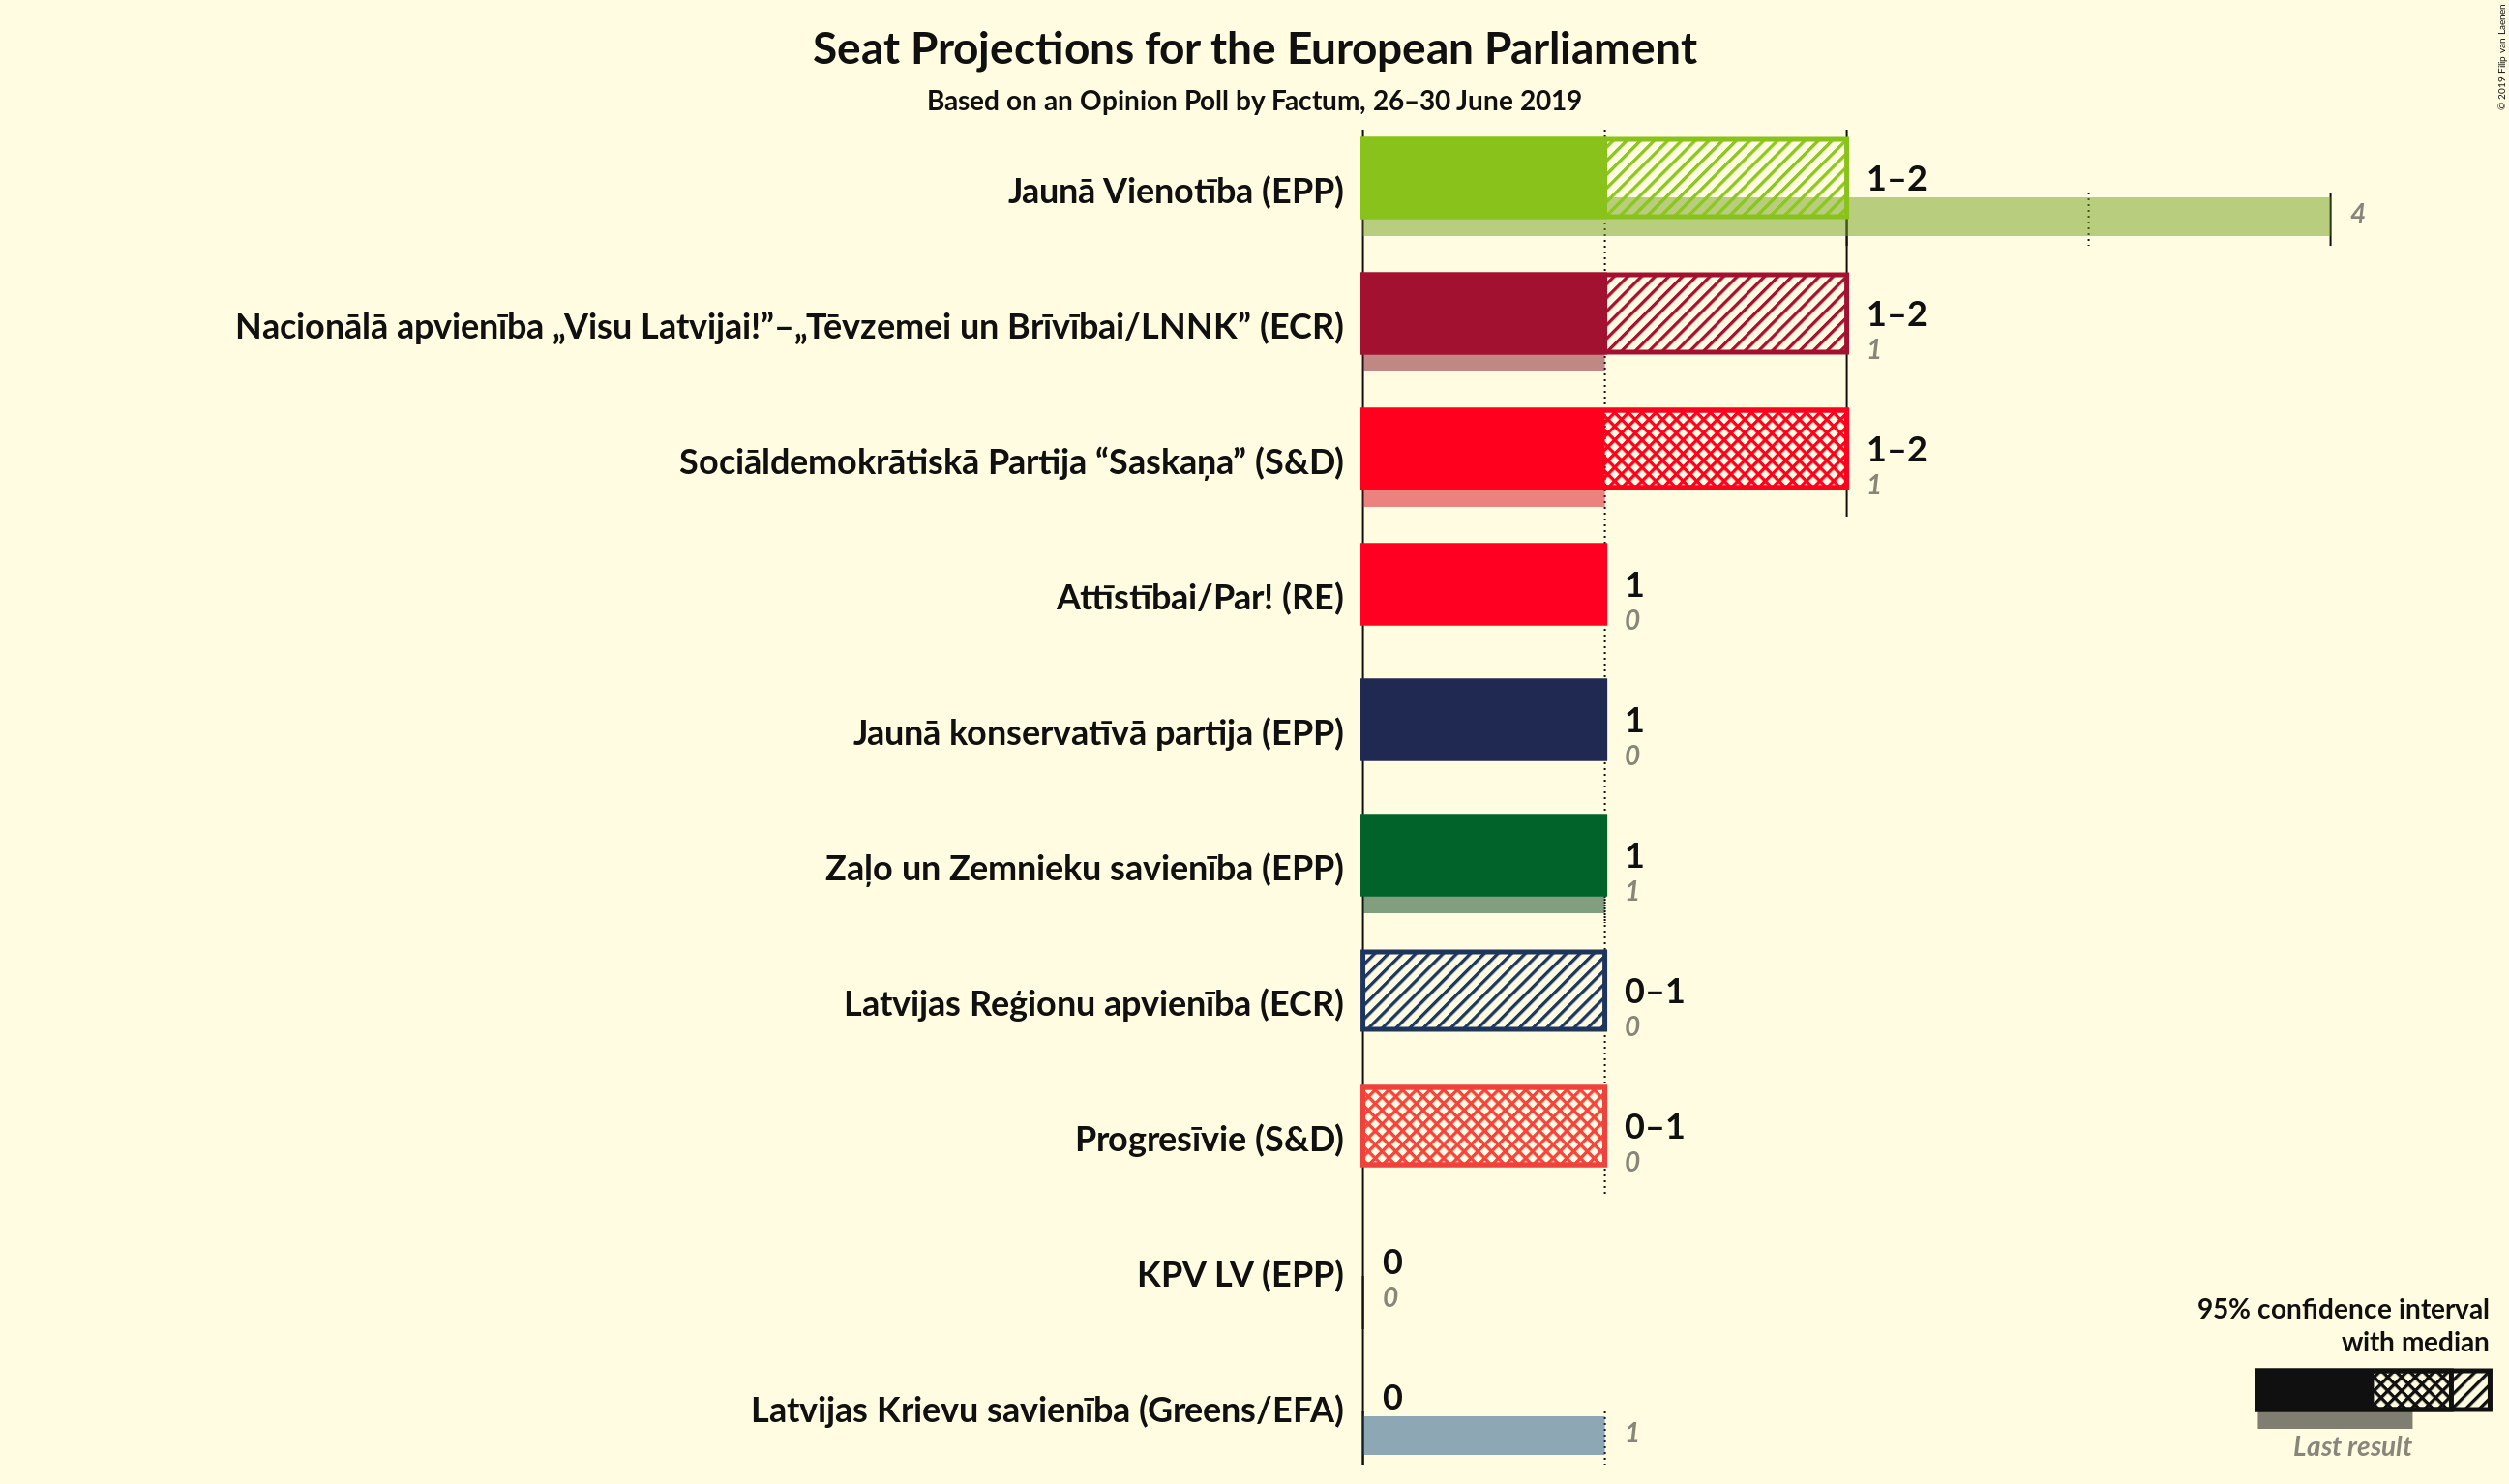 Seat Projections for the European Parliament
Based on an Opinion Poll by Factum, 26–30 June 2019
© 2019 Filip van Laenen
Jaunā Vienotība (EPP)
1–2
4
Nacionālā apvienība „Visu Latvijai!”–„Tēvzemei un Brīvībai/LNNK” (ECR)
1–2
1
Sociāldemokrātiskā Partija “Saskaņa” (S&D)
1–2
1
Attīstībai/Par! (RE)
1
0
Jaunā konservatīvā partija (EPP)
1
0
Zaļo un Zemnieku savienība (EPP)
1
1
Latvijas Reģionu apvienība (ECR)
0–1
0
Progresīvie (S&D)
0–1
0
KPV LV (EPP)
0
0
Latvijas Krievu savienība (Greens/EFA)
0
1
95% confidence interval
with median
Last result